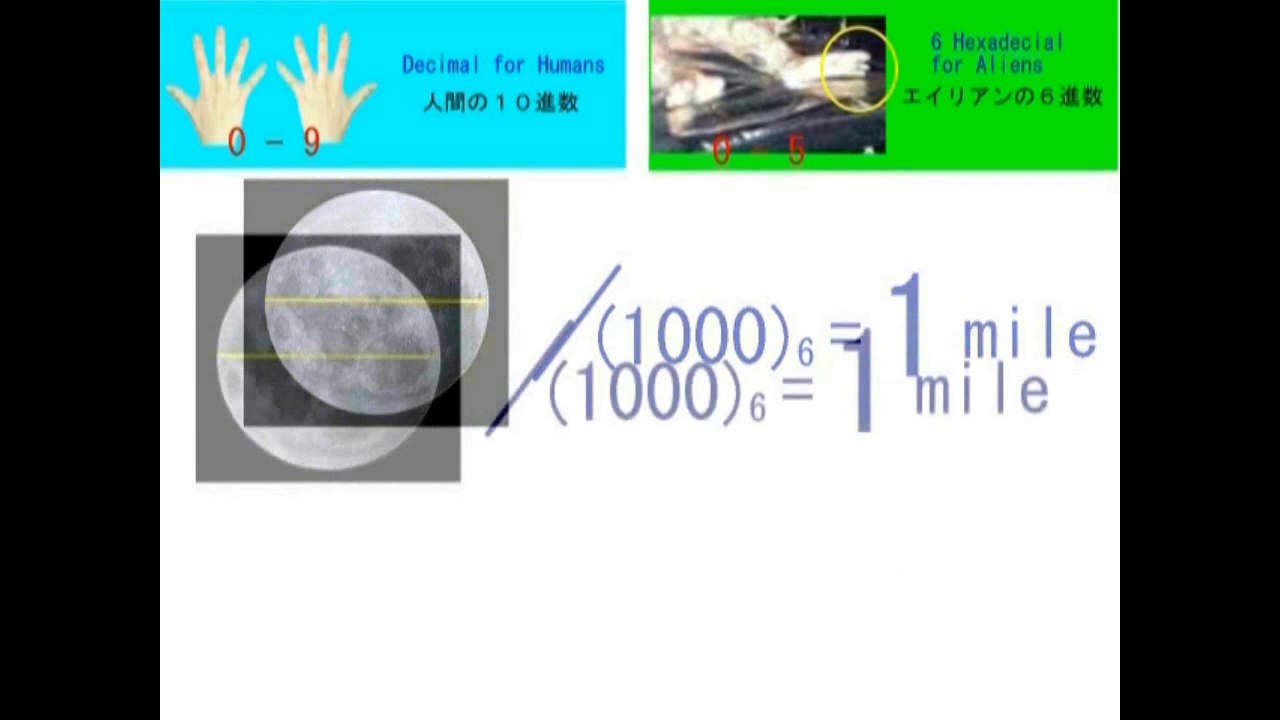 Decimal for Humans
人間の１０進数
0 - 9
6 Hexadecial
for Aliens
エイリアンの６進数
0 - 5
/(1000)6 = 1 mile
(1000)6 = 1 mile